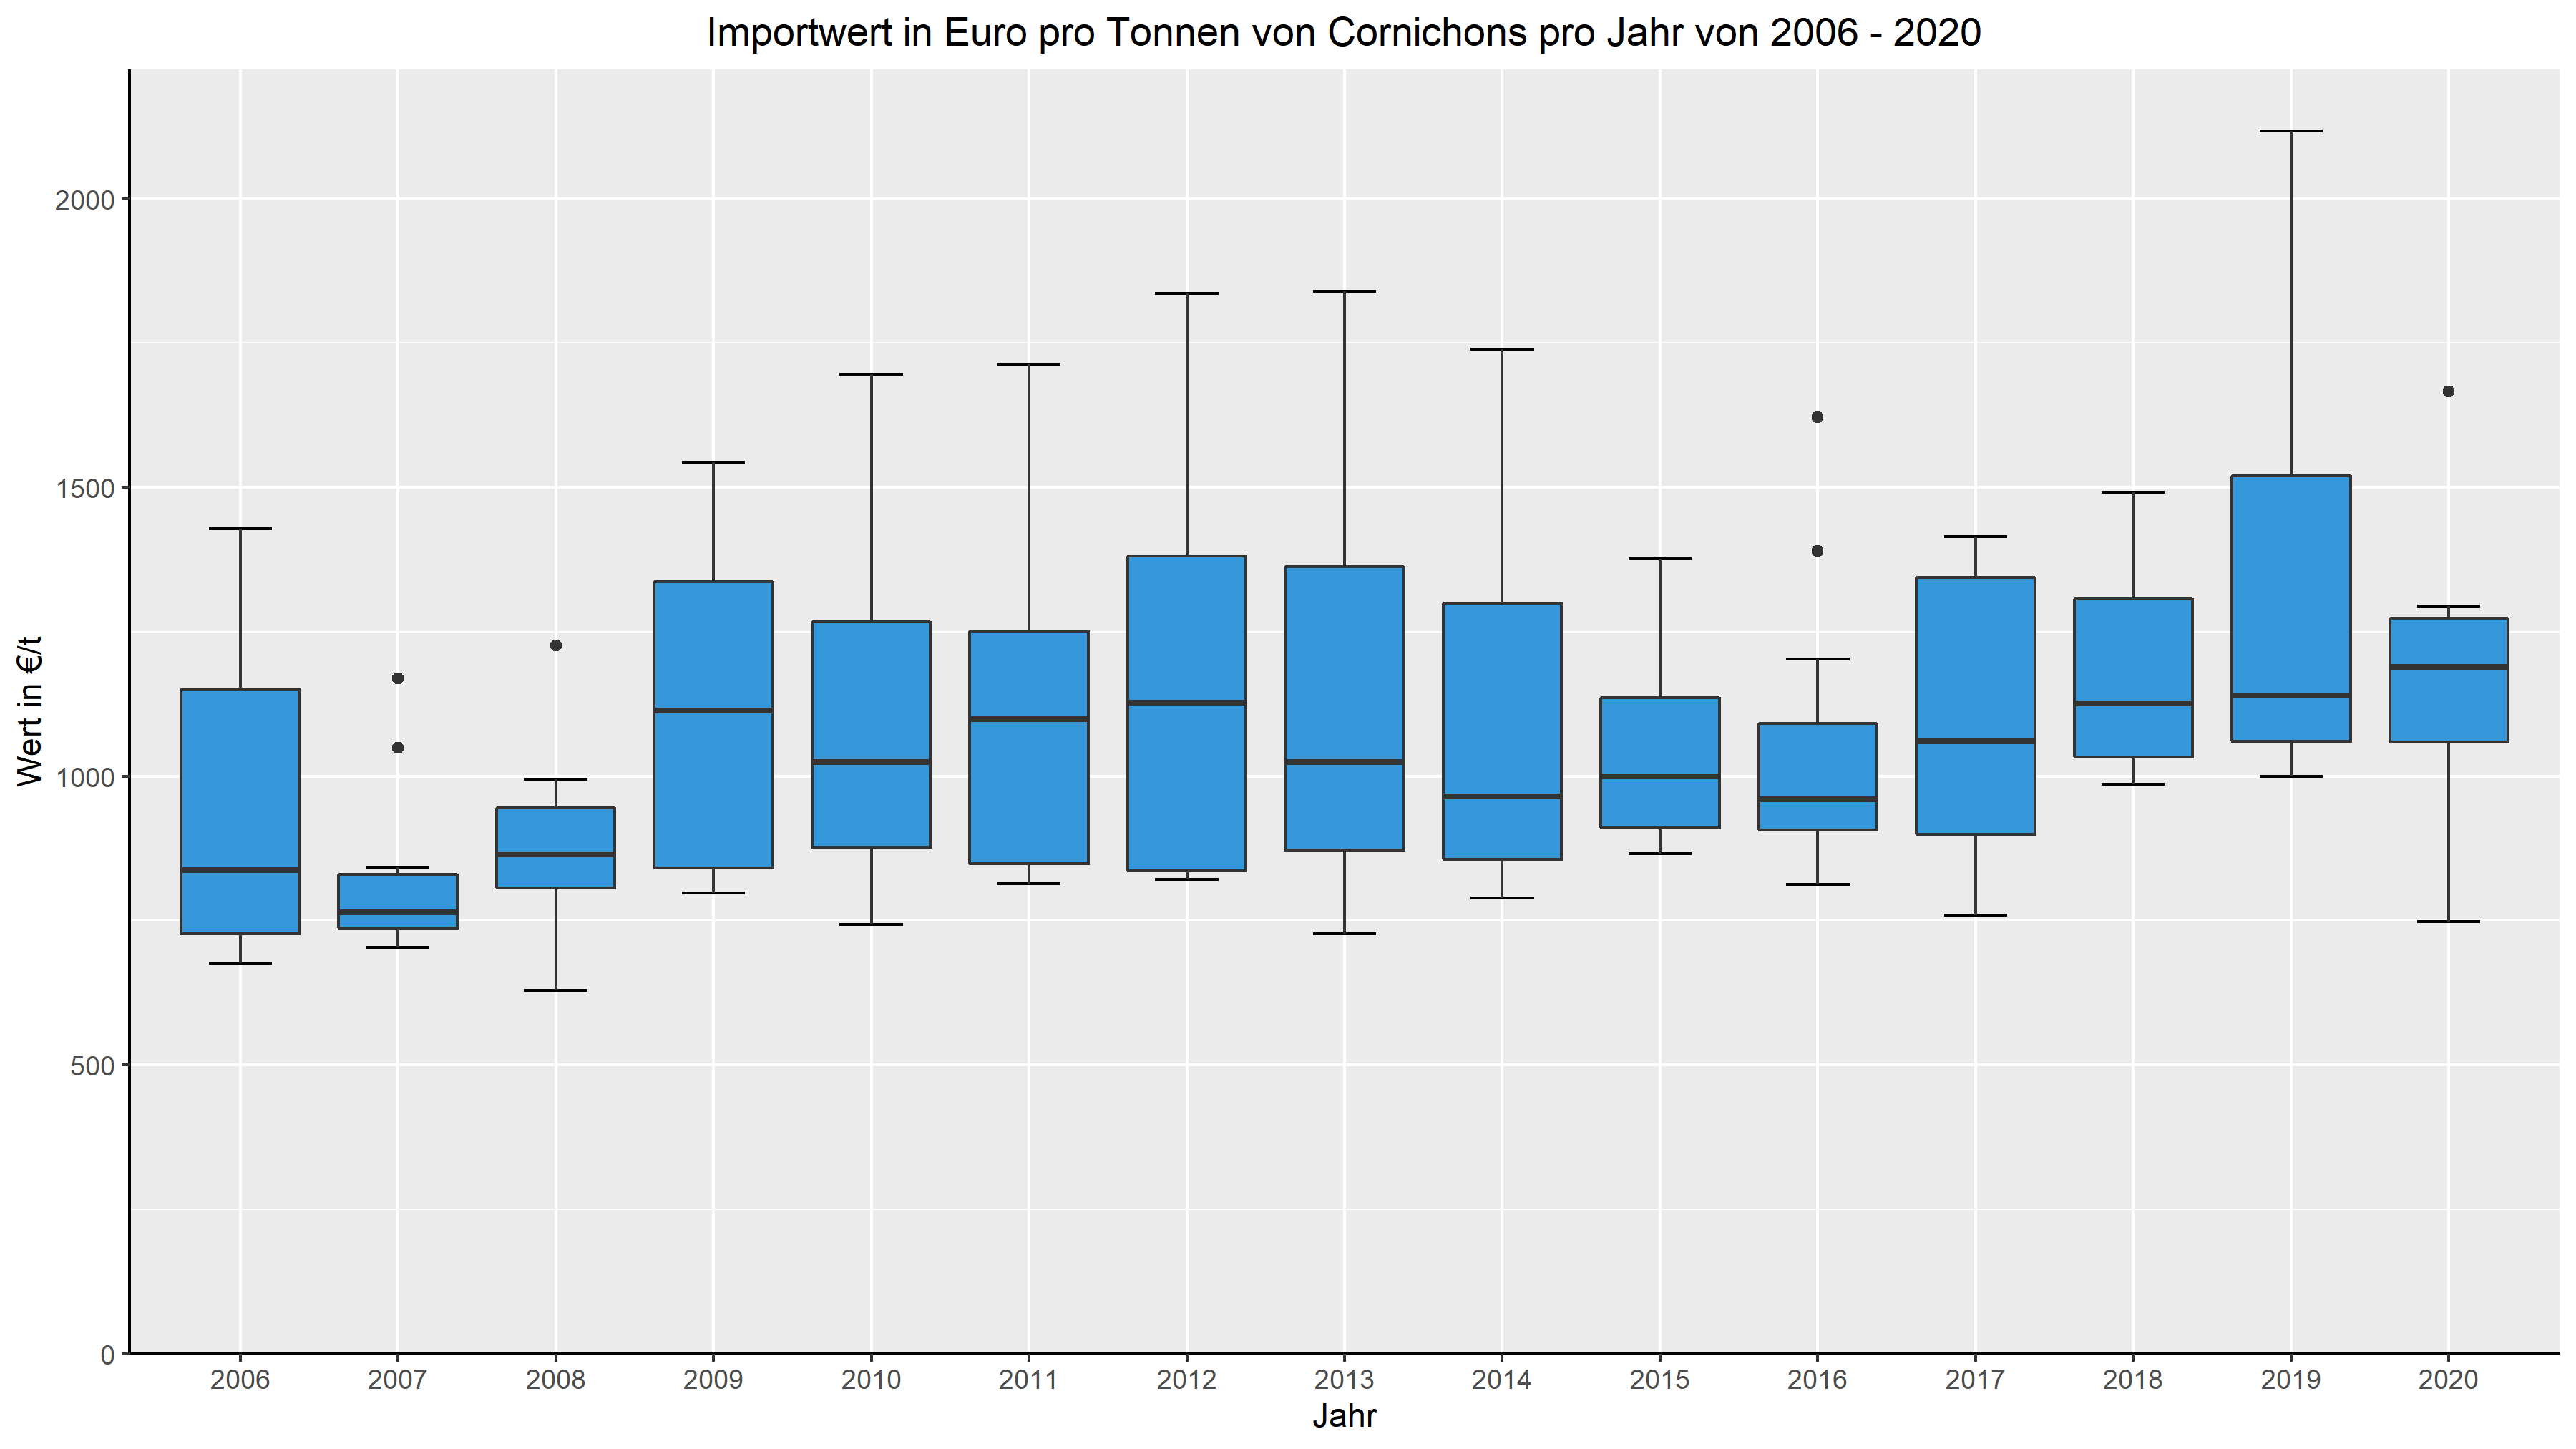 Importwert in Euro pro Tonnen von Cornichons pro Jahr von 2006 - 2020
Wert in €/t
2000
1500
1000
500
0
2006 2007 2008 2009 2010 2011 2012 2013 2014 2015 2016 2017 2018 2019 2020
Jahr